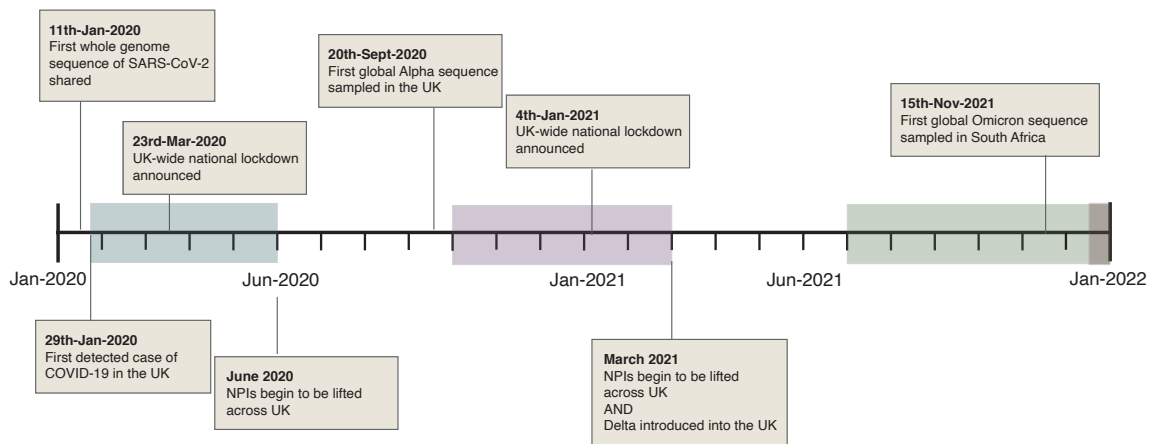 11th-Jan-2020
First whole genome
sequence of SARS-CoV-2
shared
20th-Sept-2020
First global Alpha sequence
sampled in the UK
4th-Jan-2021
UK-wide national lockdown
announced
15th-Nov-2021
First global Omicron sequence
sampled in South Africa
23rd-Mar-2020
UK-wide national lockdown
announced
Jan-2020
Jun-2020
Jan-2021
Jun-2021
Jan-2022
29th-Jan-2020
First detected case of
COVID-19 in the UK
June 2020
NPIs begin to be lifted
across UK
March 2021
NPIs begin to be lifted
across UK
AND
Delta introduced into the UK